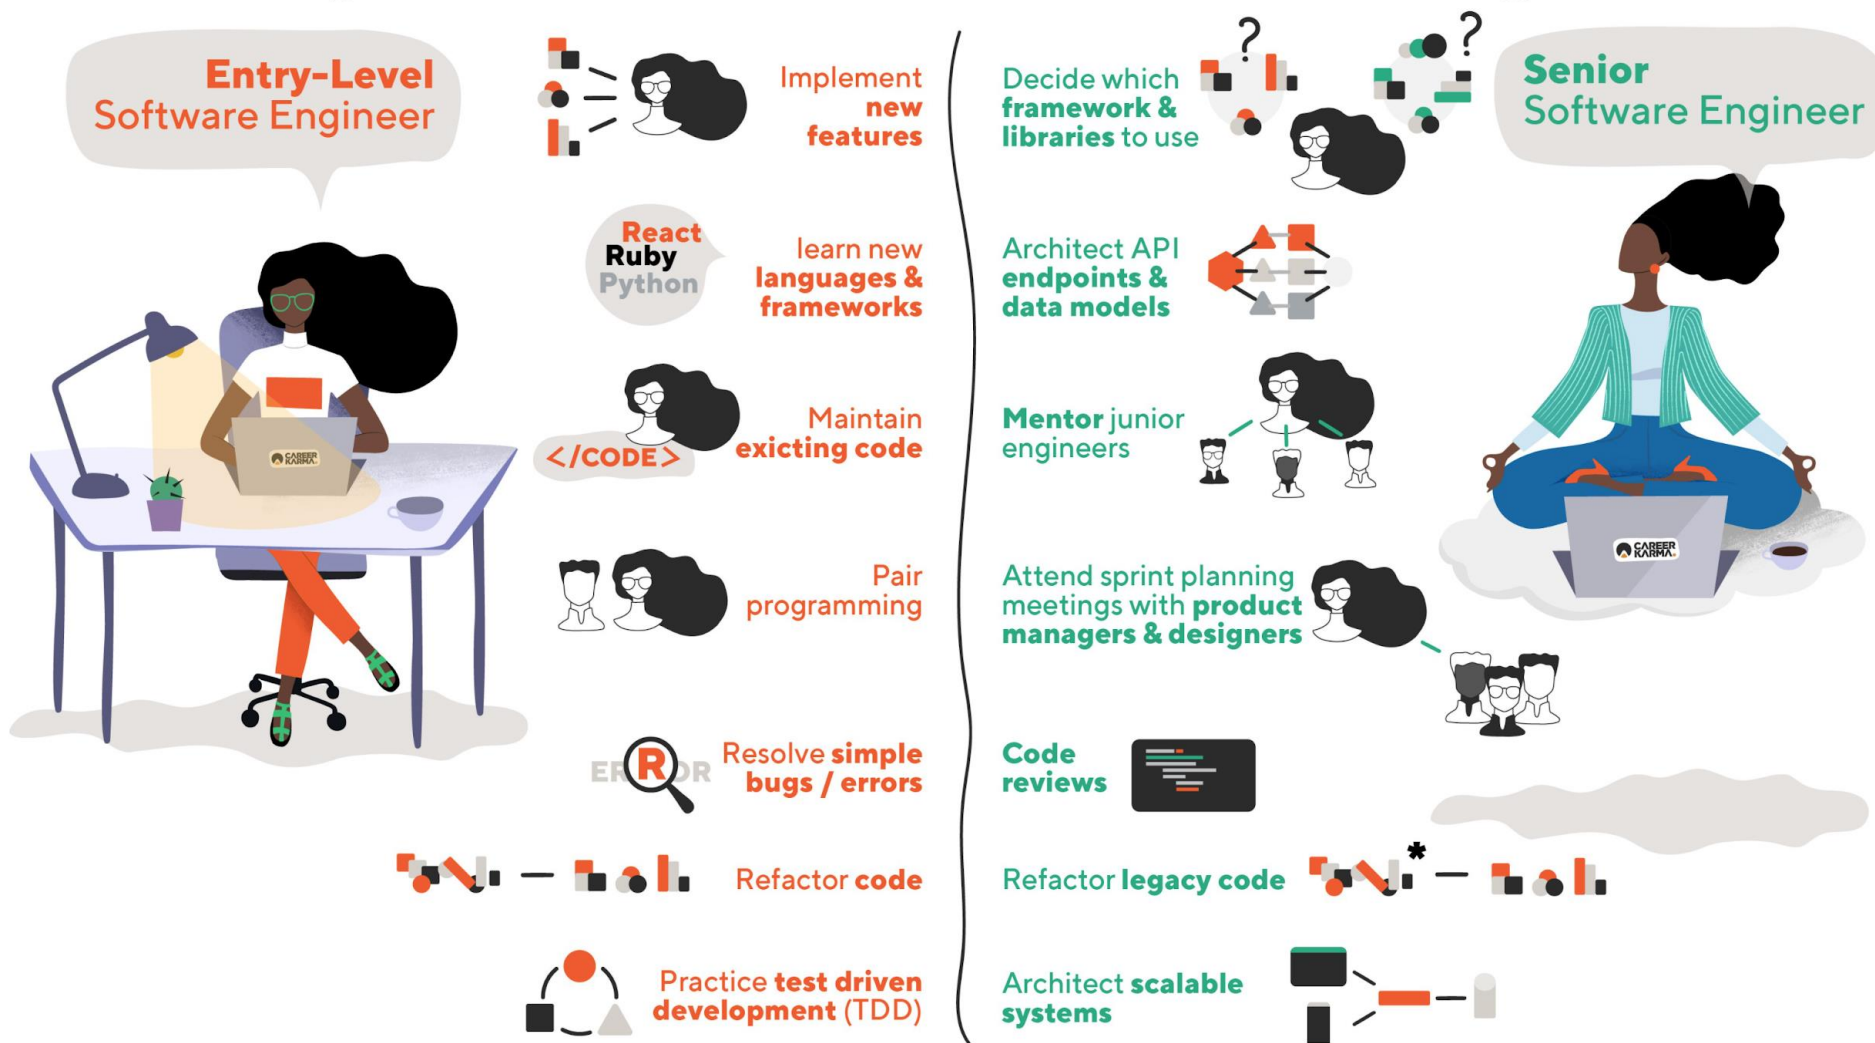 Entry-Level
Software Engineer
Implement
new
features
React
Ruby
Python
learn new
languages &
frameworks
</CODE>
Maintain
exicting code
Pair
programming
ERROR
Resolve simple
bugs / errors
Refactor code
Practice test driven
development (TDD)
CAREER
KARMA.
Senior
Software Engineer
Decide which
framework &
libraries to use
?
?
Architect API
endpoints &
data models
Mentor junior
engineers
Attend sprint planning
meetings with product
managers & designers
Code
reviews
Refactor legacy code
*
Architect scalable
systems
CAREER
KARMA.